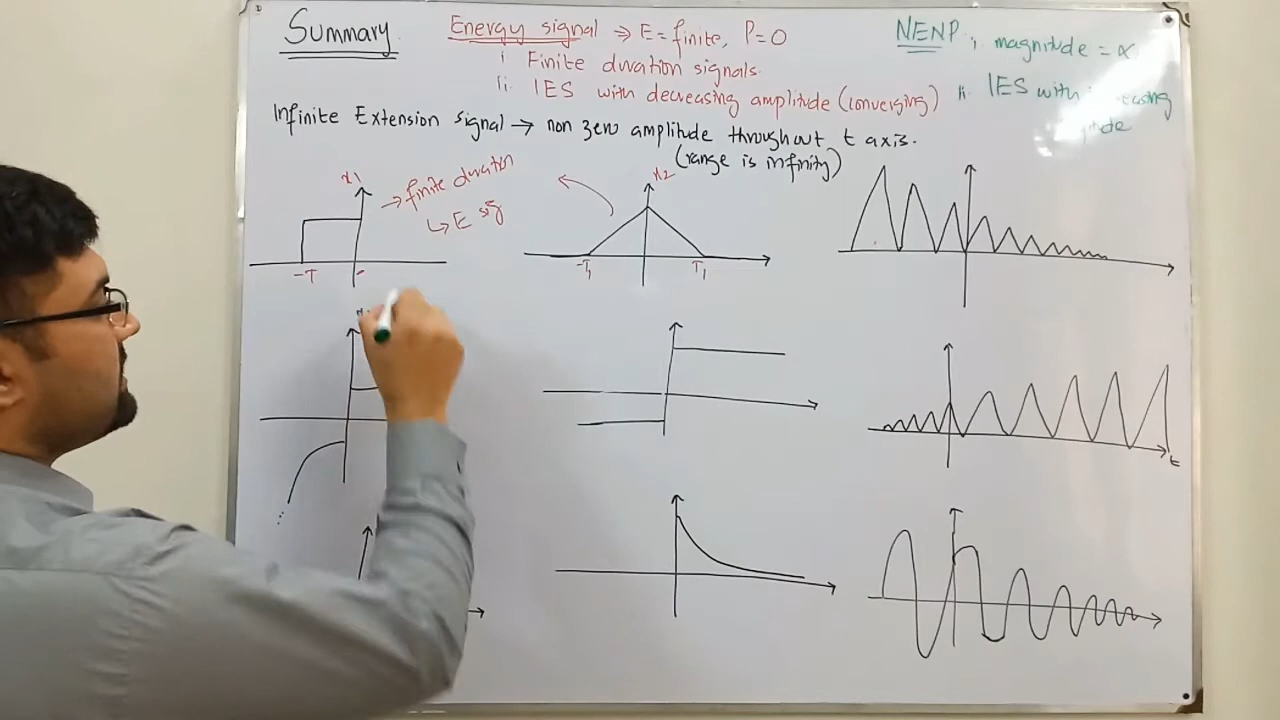 Summary
Energy signal → E = finite, P = 0
i Finite duration signals.
ii. IES with decreasing amplitude (converging)
NENP
i magnitude = ∝
ii. IES with
Infinite Extension signal → non zero amplitude throughout t axis.
(range is infinity)
x1
→ finite duration
↳ E sig
-T
x2
-T1
T1
t